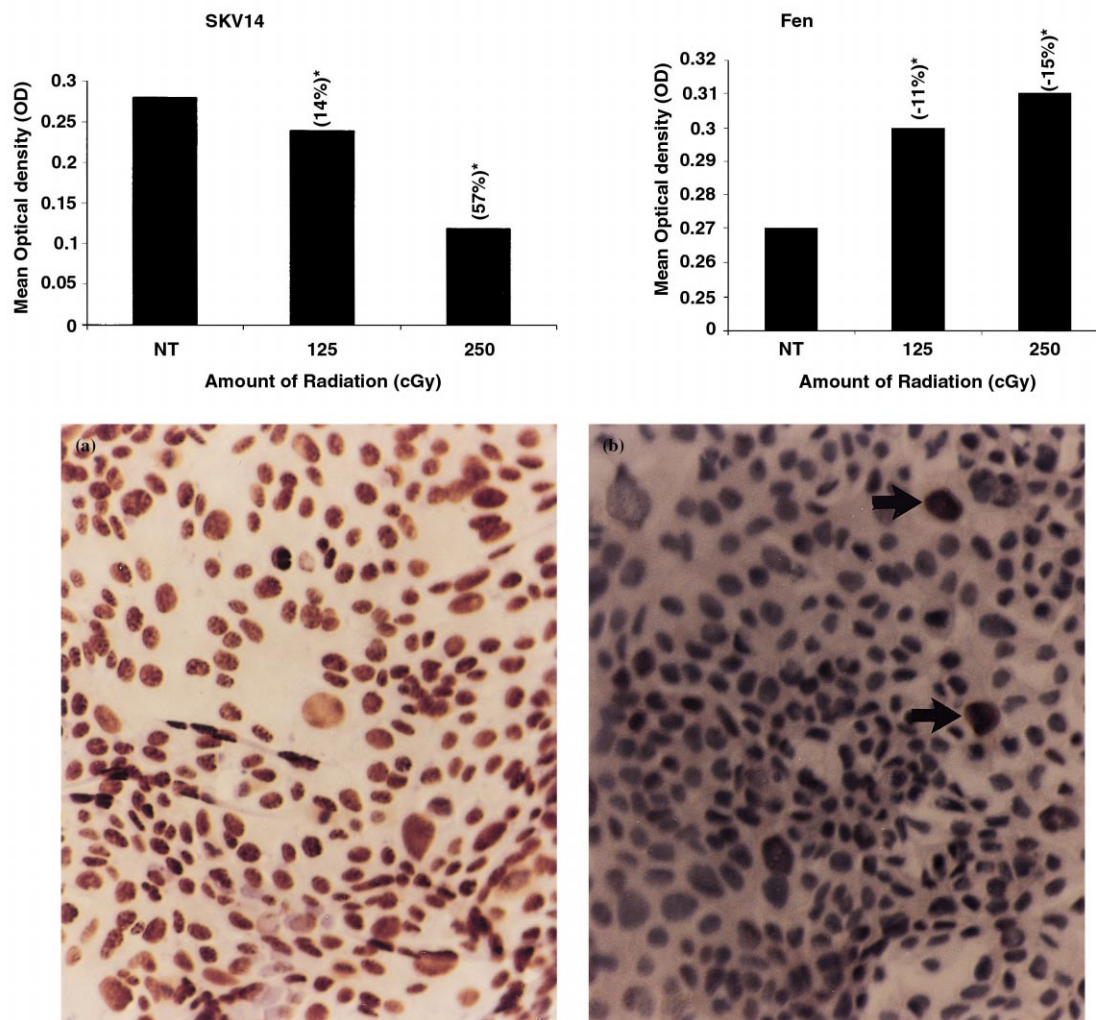 SKV14
Mean Optical density (OD)
0.3
0.25
0.2
0.15
0.1
0.05
0
(14%)*
(57%)*
NT 125 250
Amount of Radiation (cGy)
Fen
Mean Optical density (OD)
0.32
0.31
0.3
0.29
0.28
0.27
0.26
0.25
0
(-11%)*
(-15%)*
NT 125 250
Amount of Radiation (cGy)
(a)
(b)